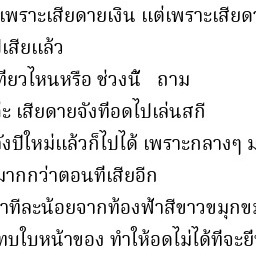 เพราะเสียดายเงิน แต่เพราะเสียดา
เสียแล้ว
ที่ยวไหนหรือ ช่วงนี้ ถาม
ะ เสียดายจังที่อดไปเล่นสกี
ังปีใหม่แล้วก็ไปได้ เพราะกลางๆ ม
มากกว่าตอนที่เสียอีก
าทีละน้อยจากท้องฟ้าสีขาวขมุกขม
ทบใบหน้าของ ทำให้อดไม่ได้ที่จะยื